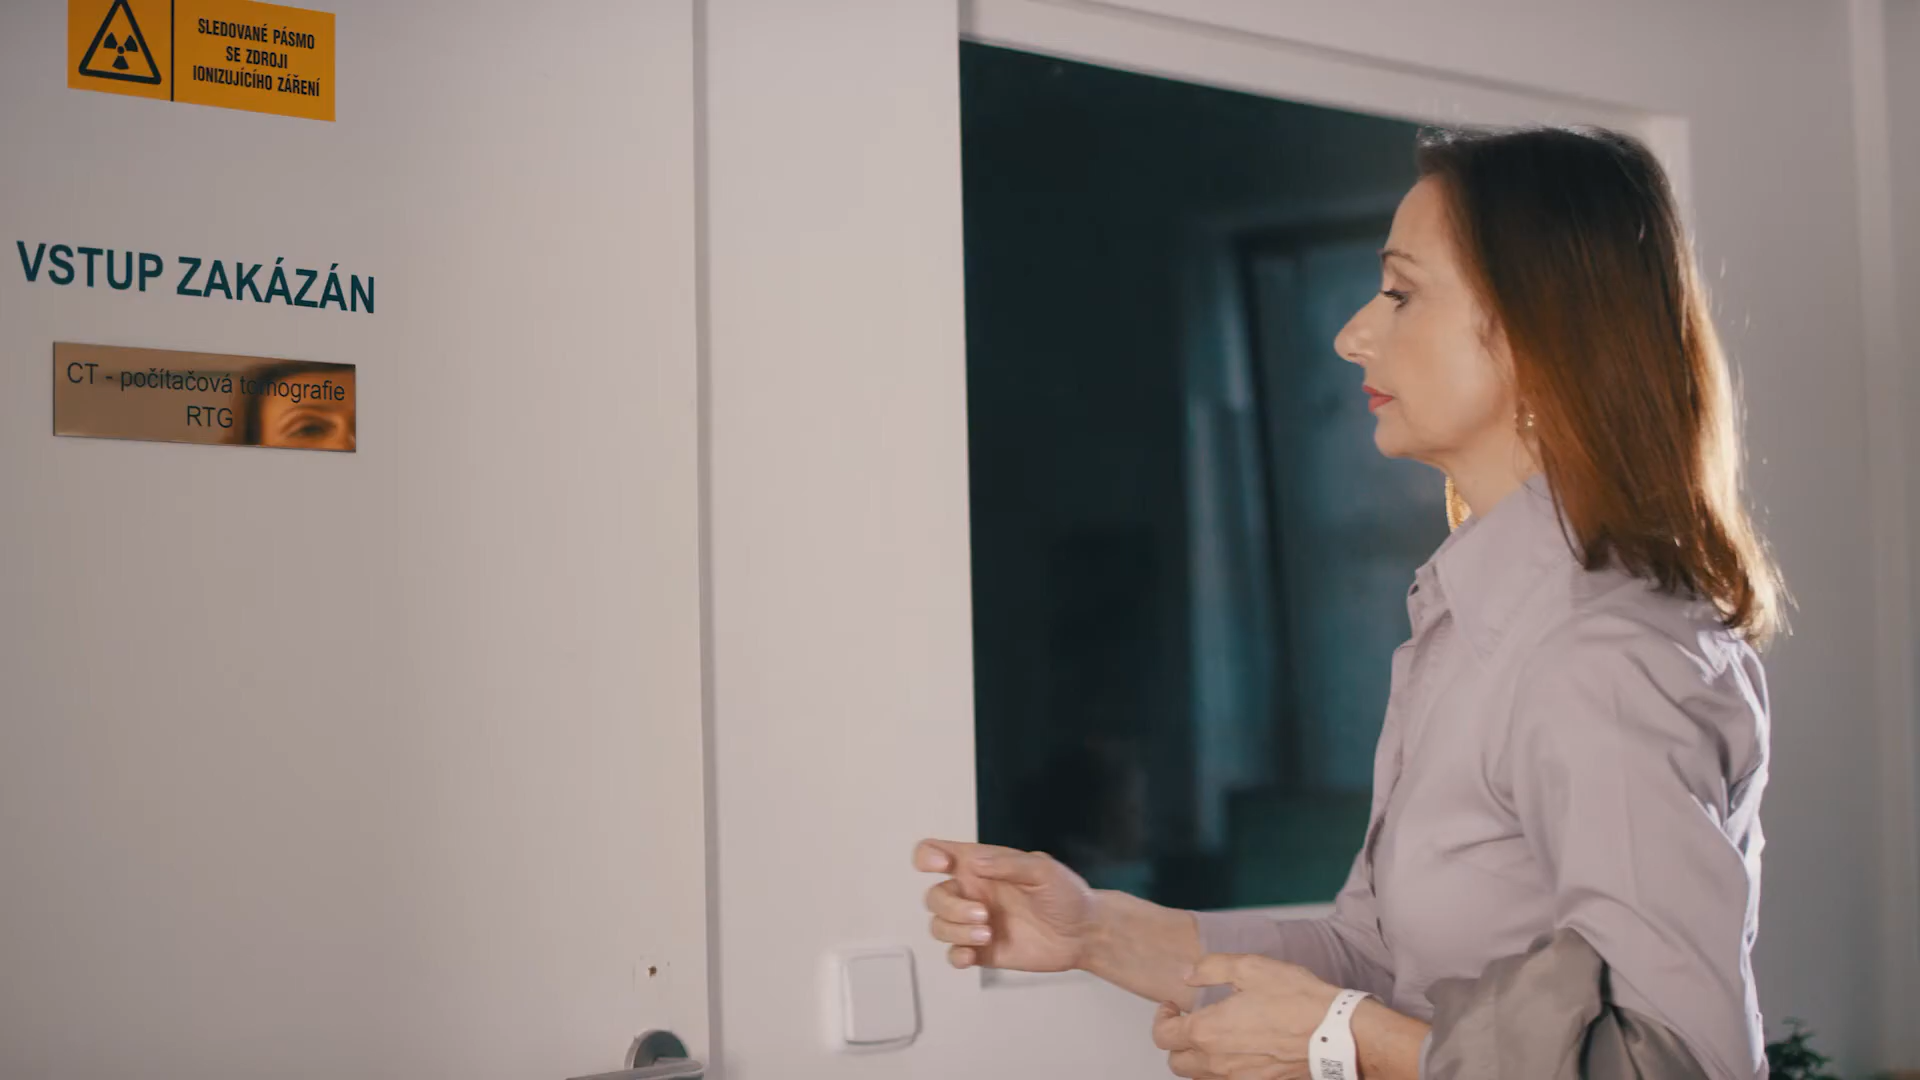 SLEDOVANÉ PÁSMO
SE ZDROJI
IONIZUJÍCÍHO ZÁŘENÍ
VSTUP ZAKÁZÁN
CT - počítačová tomografie
RTG